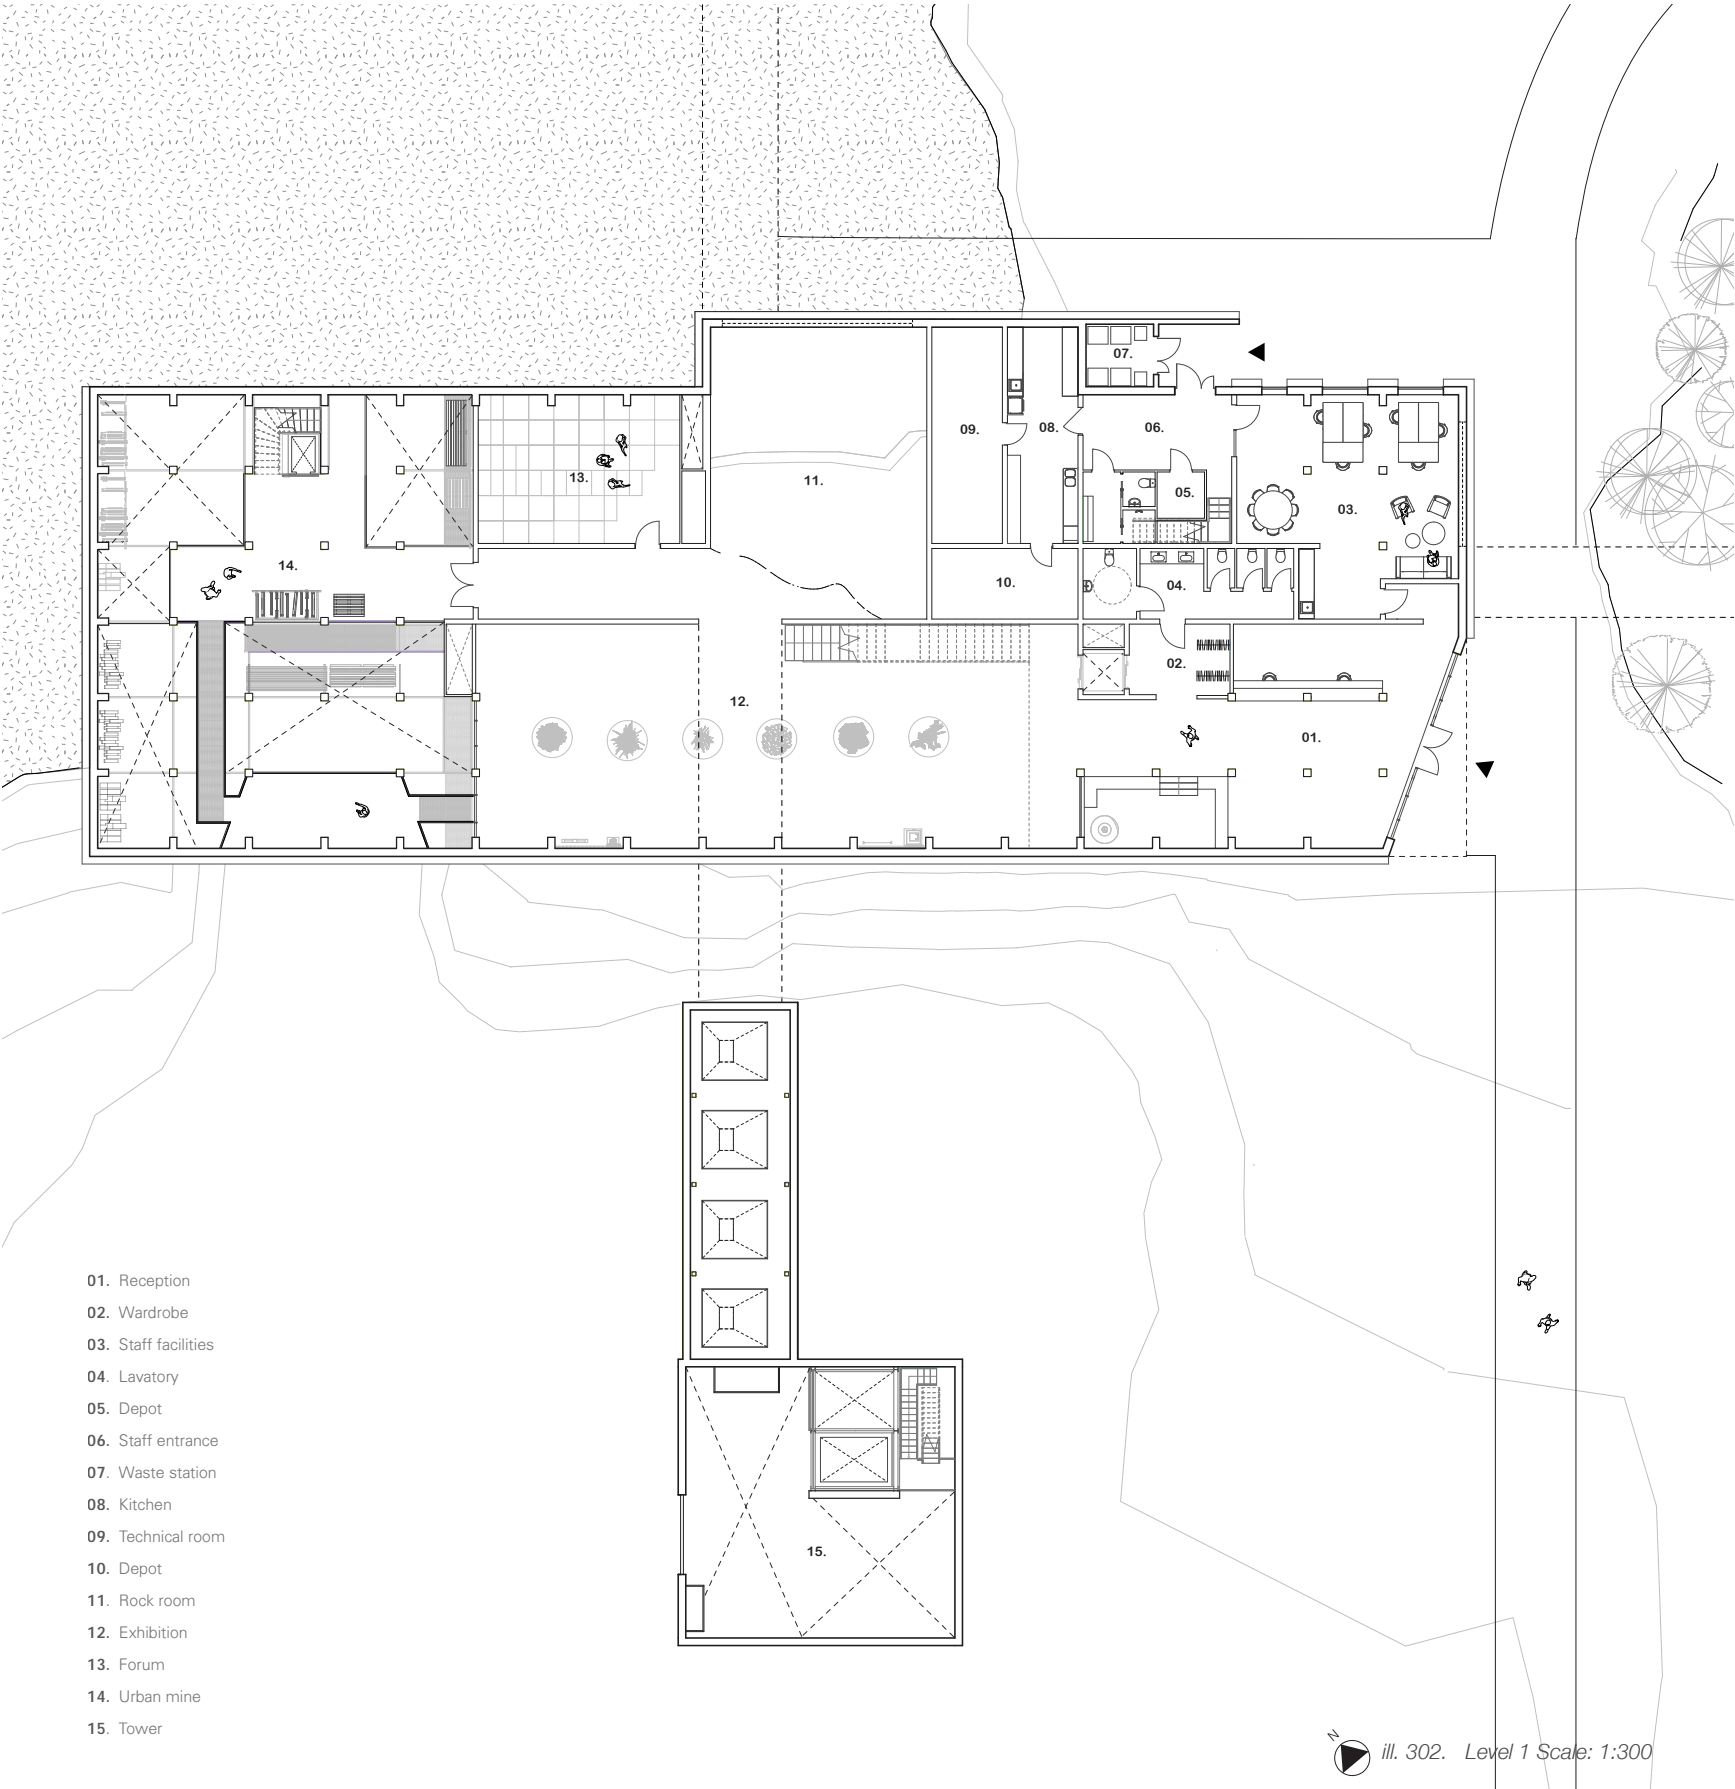 07.
09.
08.
06.
13.
11.
05.
03.
14.
10.
04.
02.
12.
01.
15.
01. Reception
02. Wardrobe
03. Staff facilities
04. Lavatory
05. Depot
06. Staff entrance
07. Waste station
08. Kitchen
09. Technical room
10. Depot
11. Rock room
12. Exhibition
13. Forum
14. Urban mine
15. Tower
N
ill. 302. Level 1 Scale: 1:300